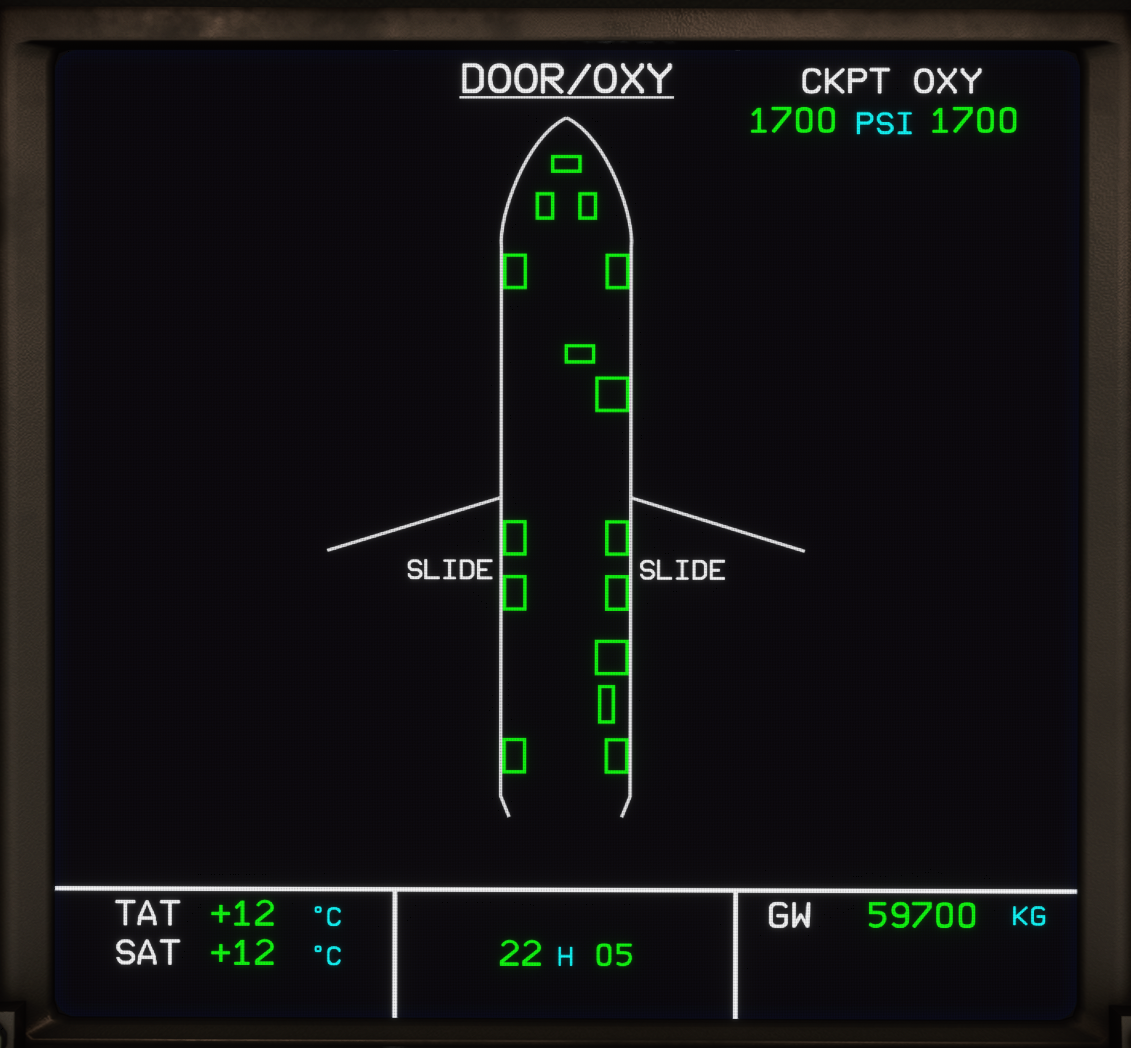 DOOR/OXY
CKPT OXY
1700 PSI 1700
SLIDE
SLIDE
TAT +12 °C
SAT +12 °C
22 H 05
GW 59700 KG